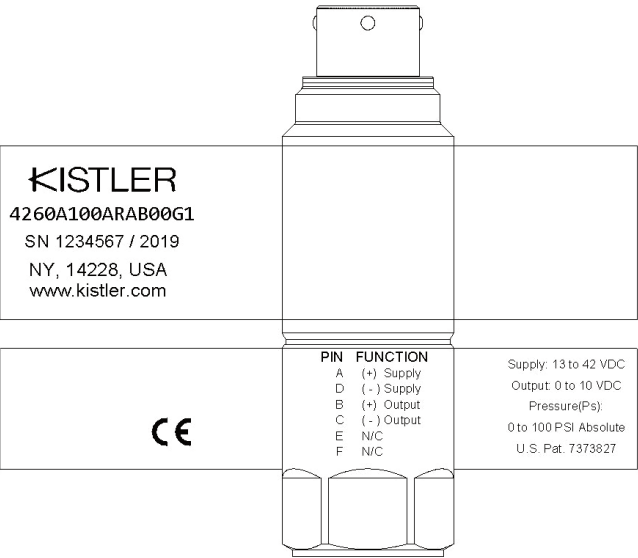 KISTLER
4260A100ARAB00G1
SN 1234567 / 2019
NY, 14228, USA
www.kistler.com
CE
PIN FUNCTION
A (+) Supply
D (-) Supply
B (+) Output
C (-) Output
E N/C
F N/C
Supply: 13 to 42 VDC
Output: 0 to 10 VDC
Pressure(Ps):
0 to 100 PSI Absolute
U.S. Pat. 7373827